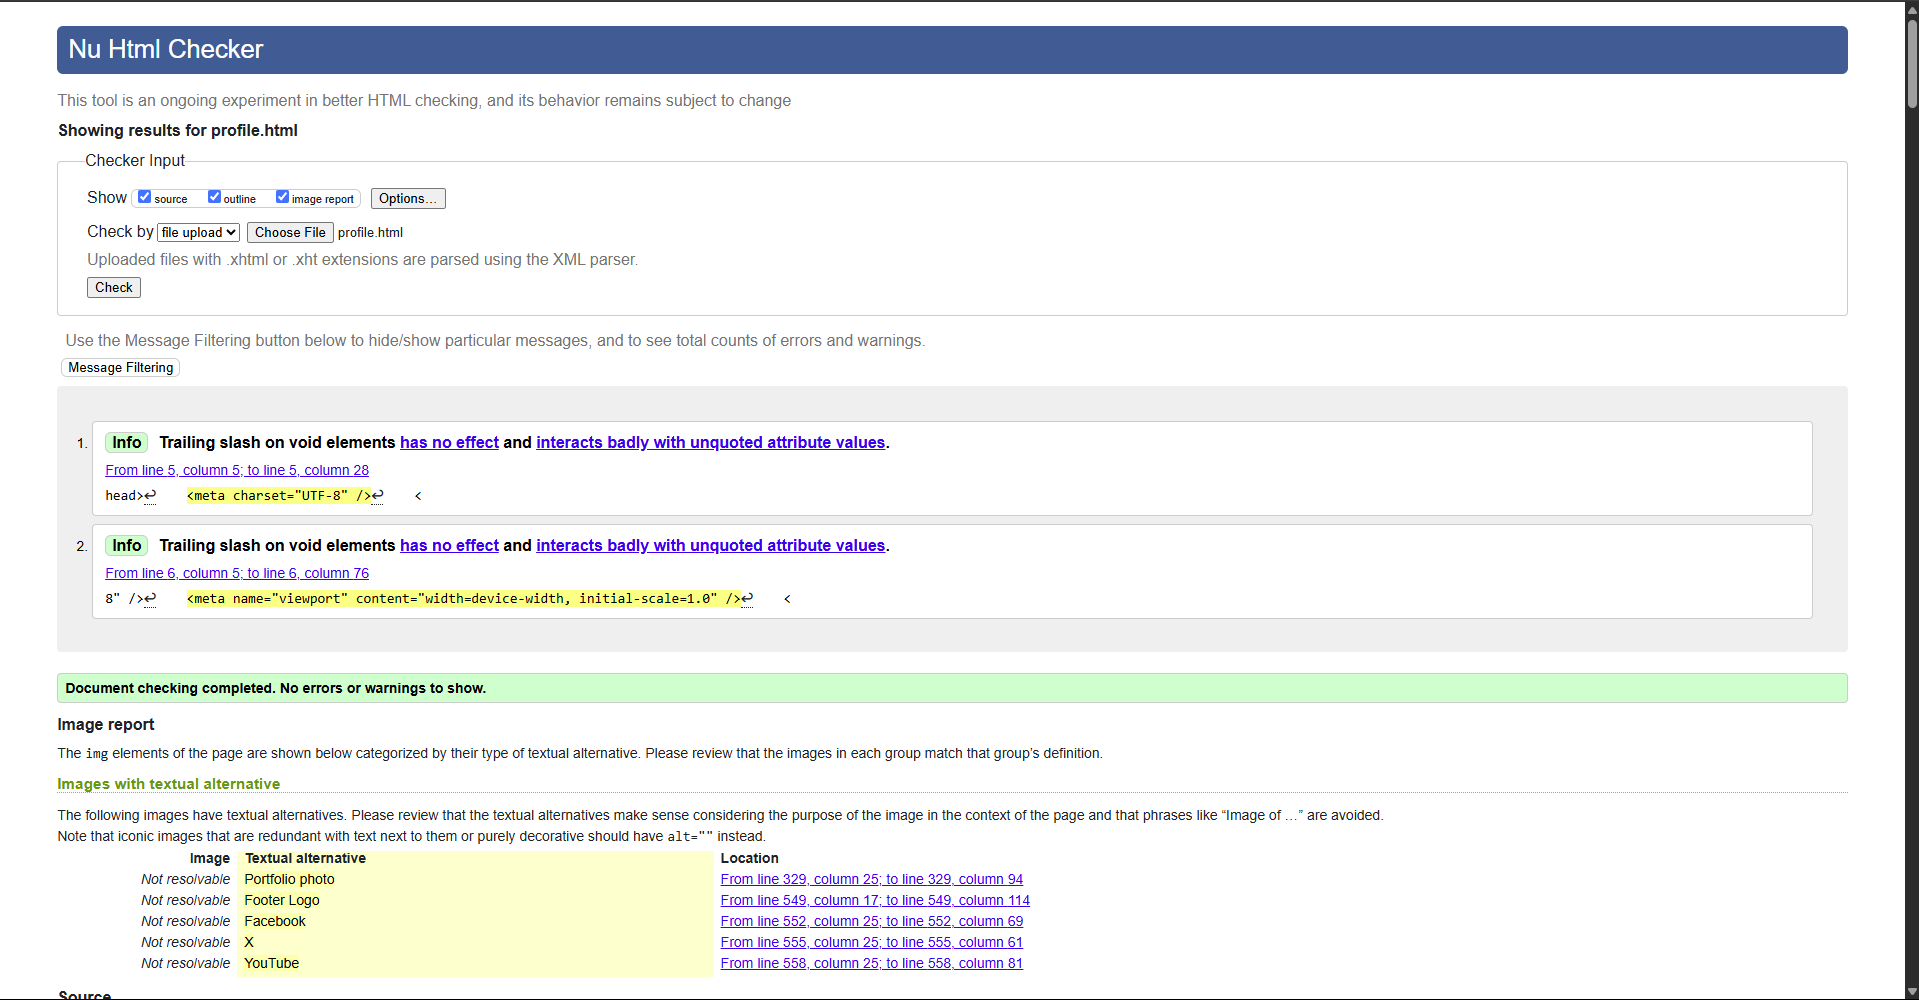 Nu Html Checker
This tool is an ongoing experiment in better HTML checking, and its behavior remains subject to change
Showing results for profile.html
Checker Input
Show source outline image report Options...
Check by file upload Choose File profile.html
Uploaded files with .xhtml or .xht extensions are parsed using the XML parser.
Check
Use the Message Filtering button below to hide/show particular messages, and to see total counts of errors and warnings.
Message Filtering
1. Info Trailing slash on void elements has no effect and interacts badly with unquoted attribute values.
From line 5, column 5; to line 5, column 28
head>↩ <meta charset="UTF-8" />↩ <
2. Info Trailing slash on void elements has no effect and interacts badly with unquoted attribute values.
From line 6, column 5; to line 6, column 76
8" />↩ <meta name="viewport" content="width=device-width, initial-scale=1.0" />↩ <
Document checking completed. No errors or warnings to show.
Image report
The img elements of the page are shown below categorized by their type of textual alternative. Please review that the images in each group match that group's definition.
Images with textual alternative
The following images have textual alternatives. Please review that the textual alternatives make sense considering the purpose of the image in the context of the page and that phrases like “Image of …” are avoided.
Note that iconic images that are redundant with text next to them or purely decorative should have alt="" instead.
Image Textual alternative Location
Not resolvable Portfolio photo From line 329, column 25; to line 329, column 94
Not resolvable Footer Logo From line 549, column 17; to line 549, column 114
Not resolvable Facebook From line 552, column 25; to line 552, column 69
Not resolvable X From line 555, column 25; to line 555, column 61
Not resolvable YouTube From line 558, column 25; to line 558, column 81
Source